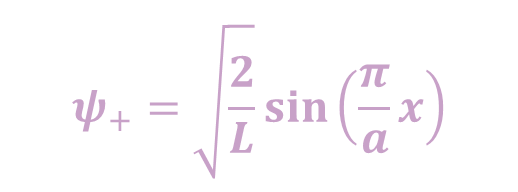 ψ₊ = √(2/L) sin(π/a x)